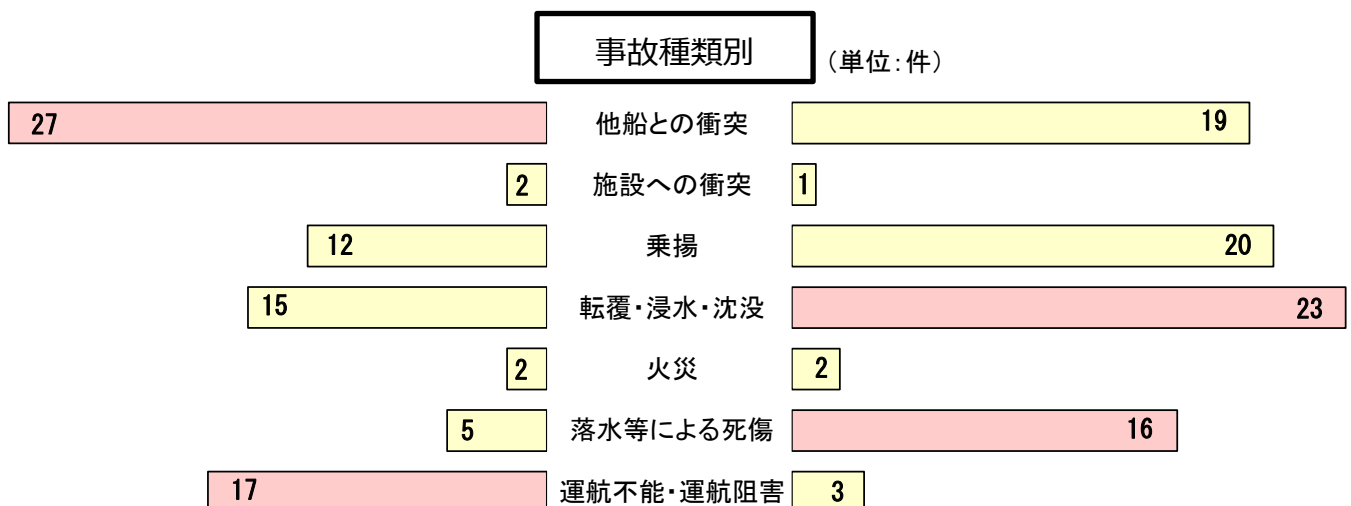 事故種類別
（単位：件）
27 他船との衝突 19
2 施設への衝突 1
12 乗揚 20
15 転覆・浸水・沈没 23
2 火災 2
5 落水等による死傷 16
17 運航不能・運航阻害 3